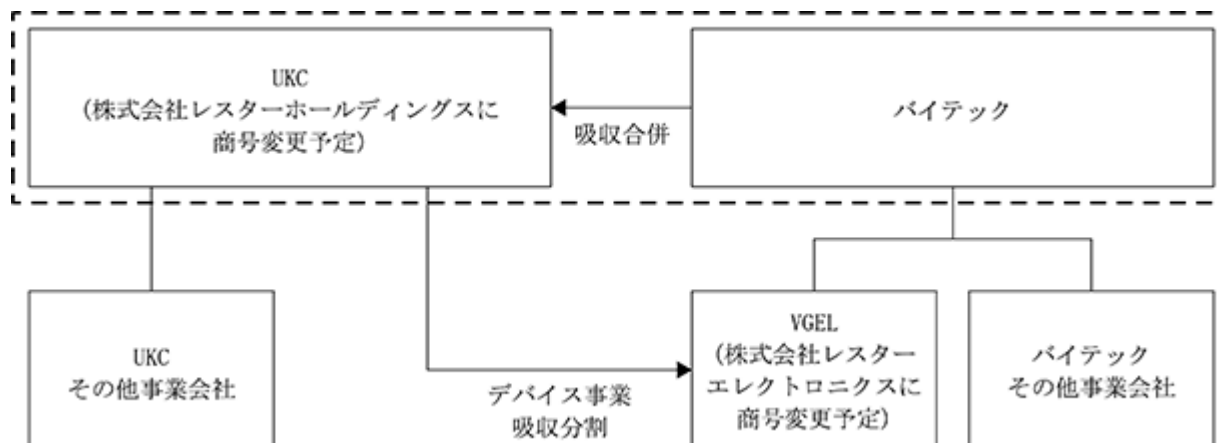 UKC
(株式会社レスターホールディングスに
商号変更予定)
吸収合併
バイテック
UKC
その他事業会社
デバイス事業
吸収分割
VGEL
(株式会社レスター
エレクトロニクスに
商号変更予定)
バイテック
その他事業会社